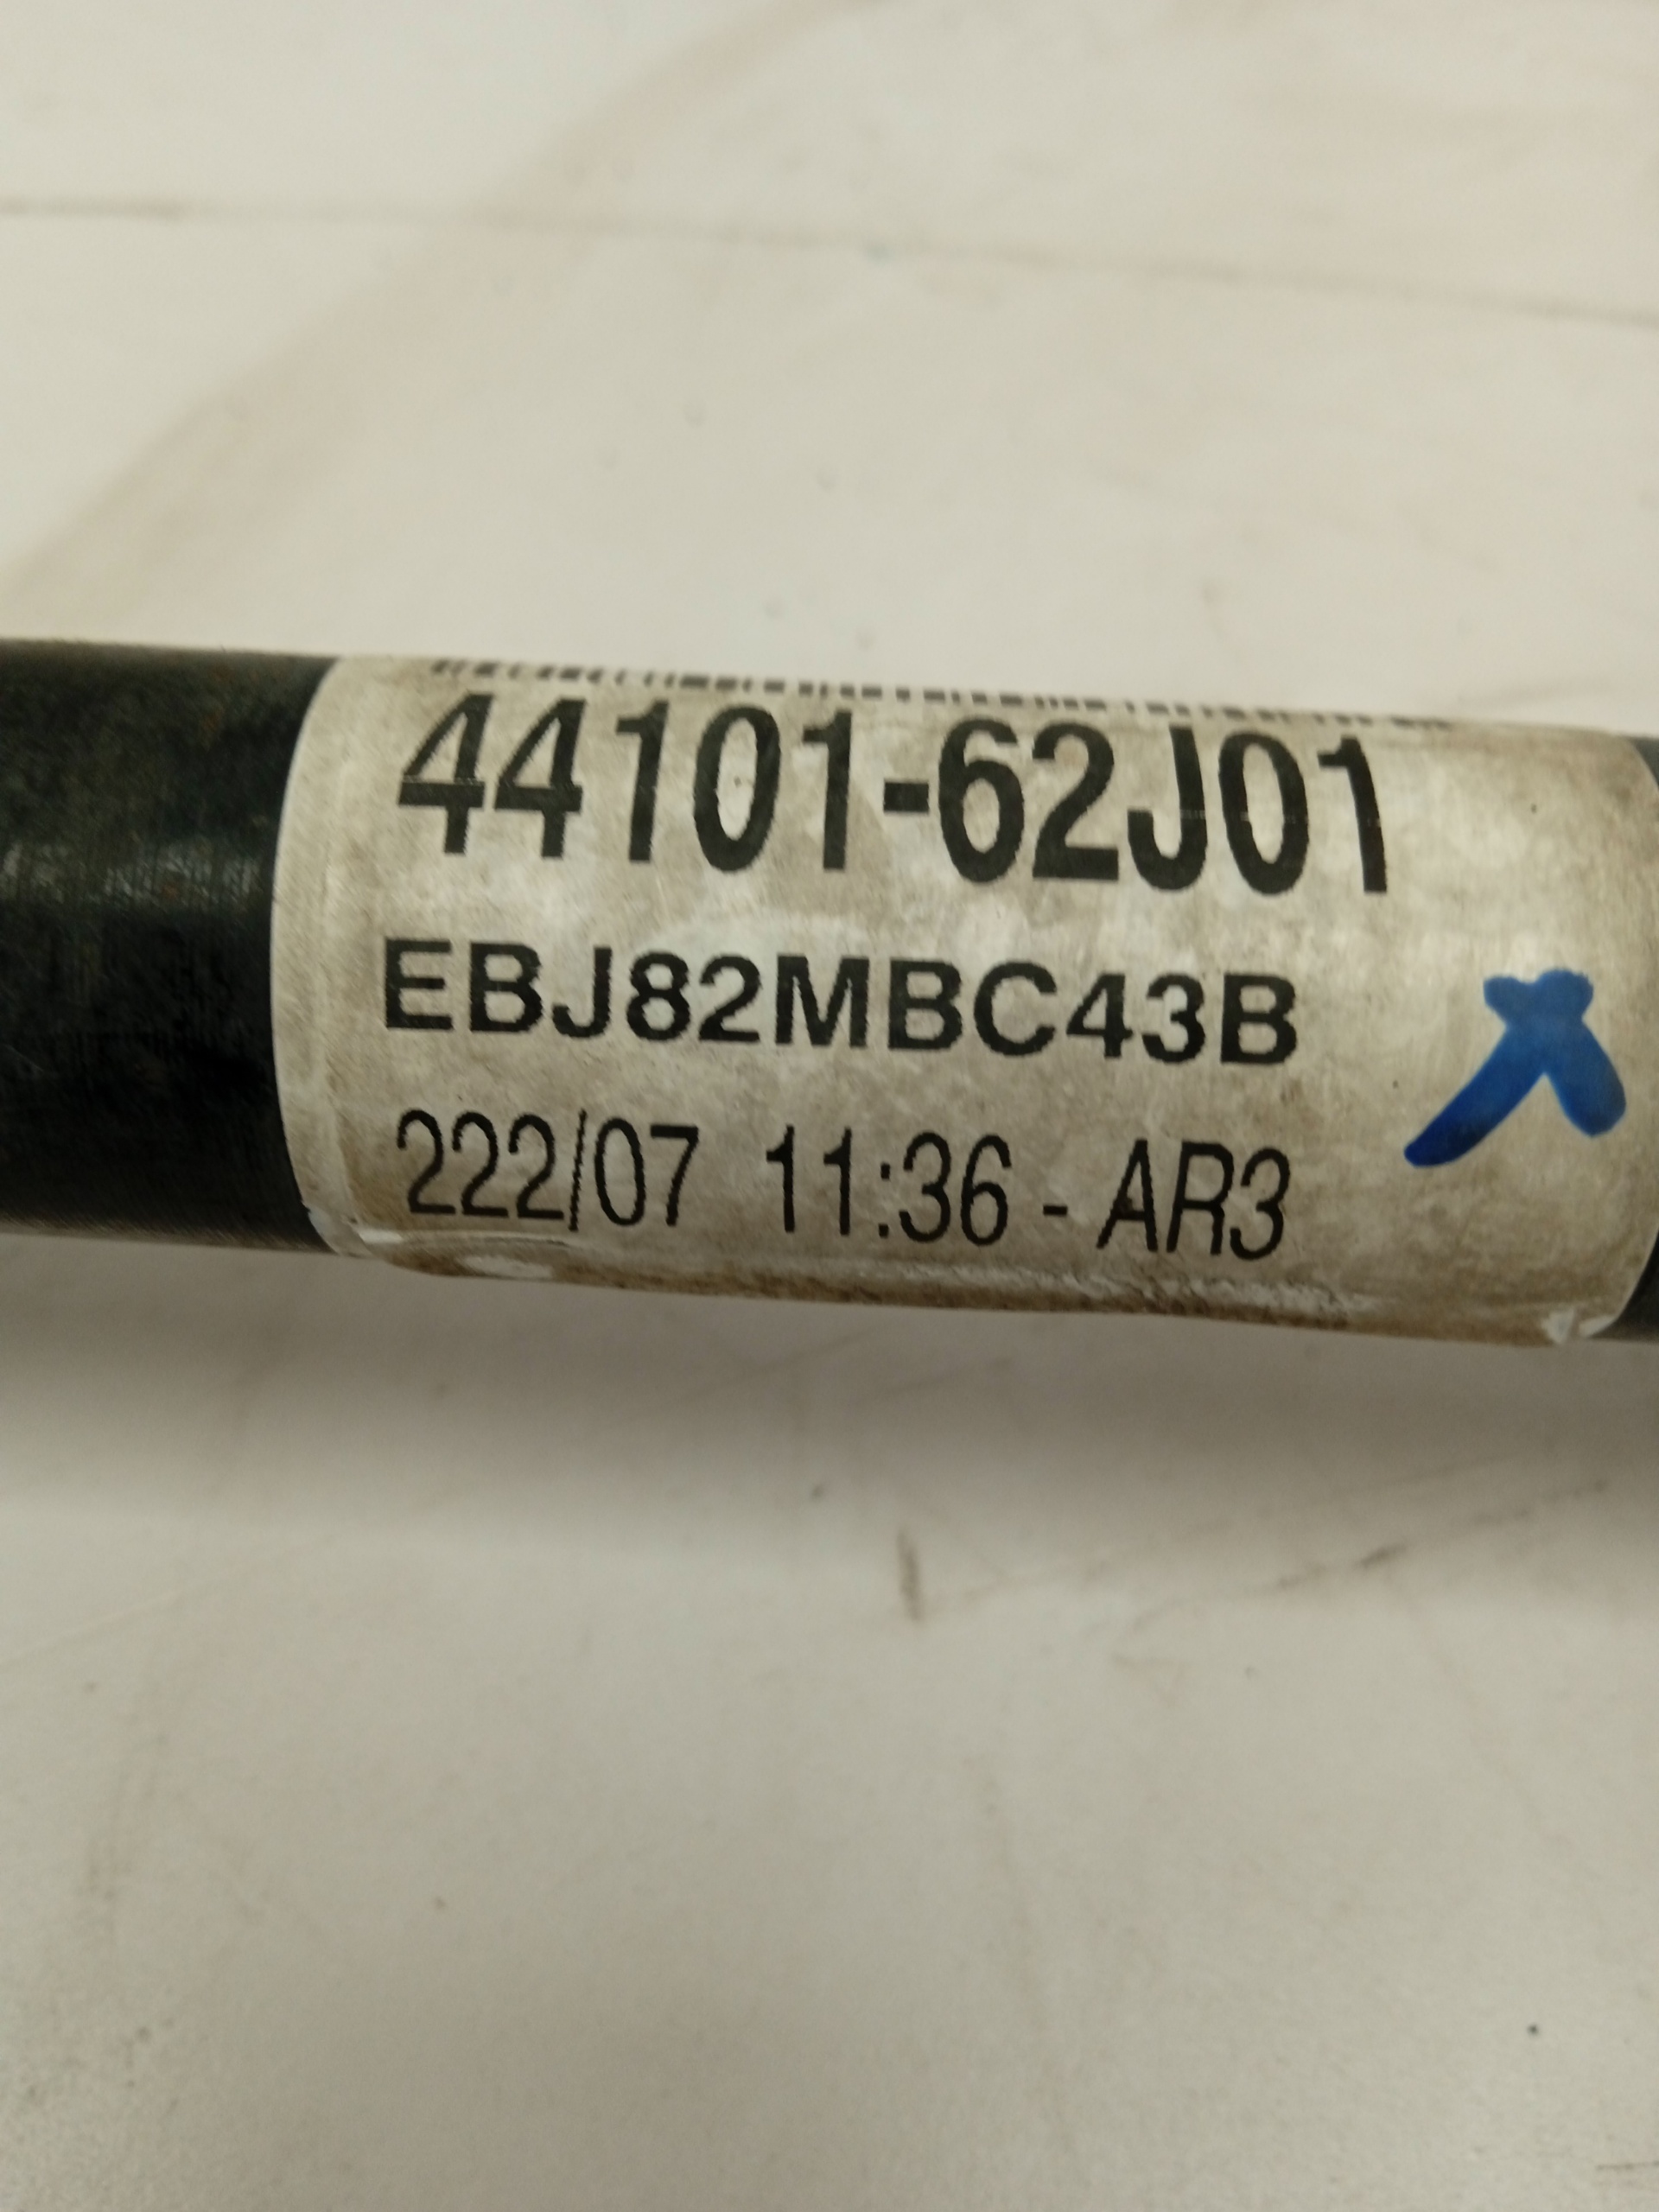 44101-62J01
EBJ82MBC43B
222/07 11:36 - AR3